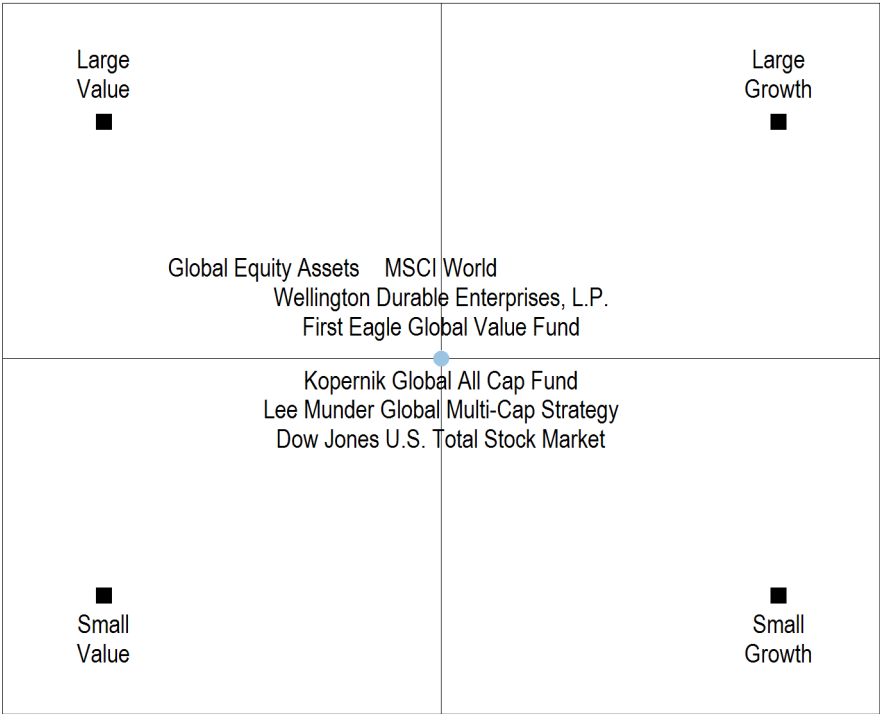 Large
Value
Large
Growth
Global Equity Assets MSCI World
Wellington Durable Enterprises, L.P.
First Eagle Global Value Fund
Kopernik Global All Cap Fund
Lee Munder Global Multi-Cap Strategy
Dow Jones U.S. Total Stock Market
Small
Value
Small
Growth